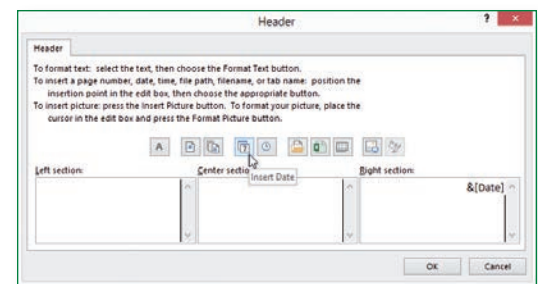 Header
?
Header
To format text: select the text, then choose the Format Text button.
To insert a page number, date, time, file path, filename, or tab name: position the
insertion point in the edit box, then choose the appropriate button.
To insert picture: press the Insert Picture button. To format your picture, place the
cursor in the edit box and press the Format Picture button.
A
Insert Date
Left section:
Center sectio
Right section:
&[Date]
OK
Cancel